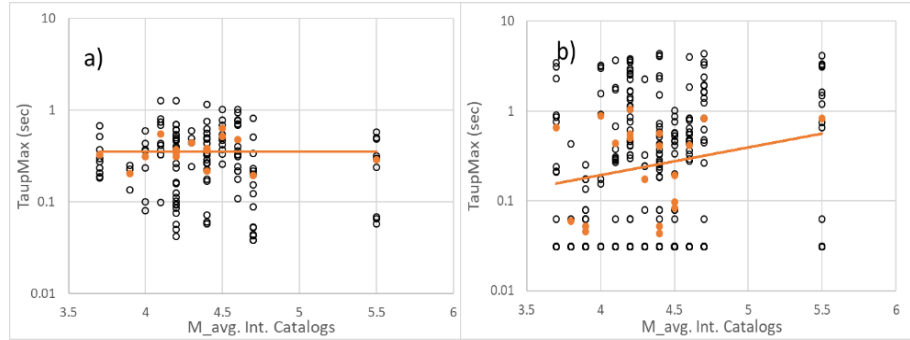 a)
TaupMax (sec)
10
1
0.1
0.01
3.5 4 4.5 5 5.5 6
M_avg. Int. Catalogs
b)
TaupMax (sec)
10
1
0.1
0.01
3.5 4 4.5 5 5.5 6
M_avg. Int. Catalogs